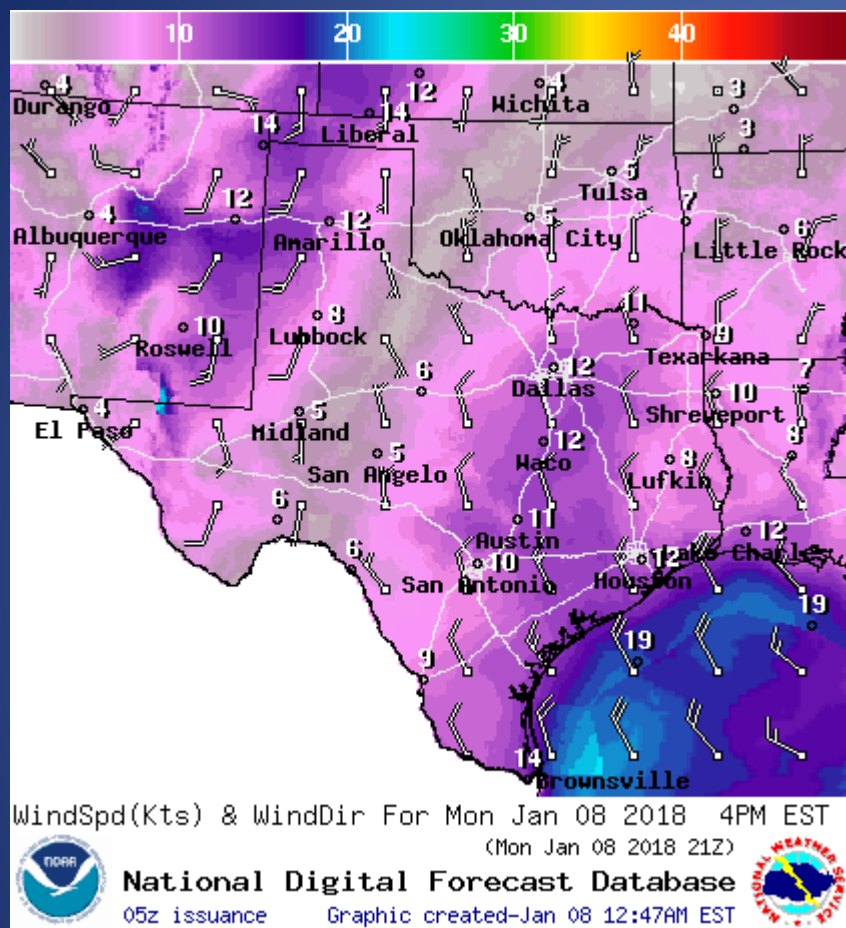 10 20 30 40
4 12 4 3
Durango 14 Wichita
Liberal 3
14
5
Tulsa
4 12 12 5 7 6
Albuquerque Amarillo Oklahoma City Little Rock
10 8 11 9
Roswell Lubbock Texarkana
12
6 Dallas 7
4 5 10
El Paso Midland Shreveport
5 12 8 8
San Angelo Waco Lufkin
6 11 12
Austin Lake Charles
6 10 12
San Antonio Houston
19
19
9
14
Brownsville
WindSpd(Kts) & WindDir For Mon Jan 08 2018 4PM EST
(Mon Jan 08 2018 21Z)
NOAA
National Digital Forecast Database
05z issuance Graphic created-Jan 08 12:47AM EST
NATIONAL WEATHER SERVICE